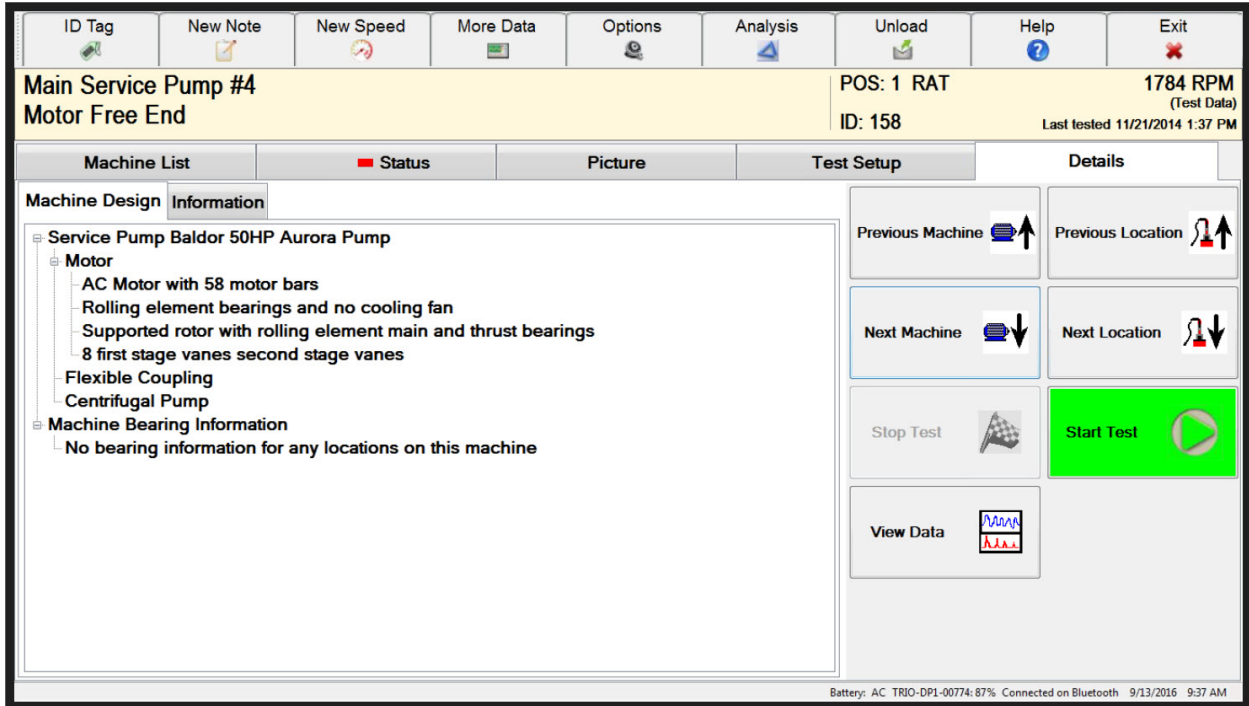 ID Tag New Note New Speed More Data Options Analysis Unload Help Exit
Main Service Pump #4
Motor Free End
POS: 1 RAT
ID: 158
1784 RPM
(Test Data)
Last tested 11/21/2014 1:37 PM
Machine List Status Picture Test Setup Details
Machine Design Information
Service Pump Baldor 50HP Aurora Pump
Motor
AC Motor with 58 motor bars
Rolling element bearings and no cooling fan
Supported rotor with rolling element main and thrust bearings
8 first stage vanes second stage vanes
Flexible Coupling
Centrifugal Pump
Machine Bearing Information
No bearing information for any locations on this machine
Previous Machine Previous Location
Next Machine Next Location
Stop Test Start Test
View Data
Battery: AC TRIO-DP1-00774: 87% Connected on Bluetooth 9/13/2016 9:37 AM